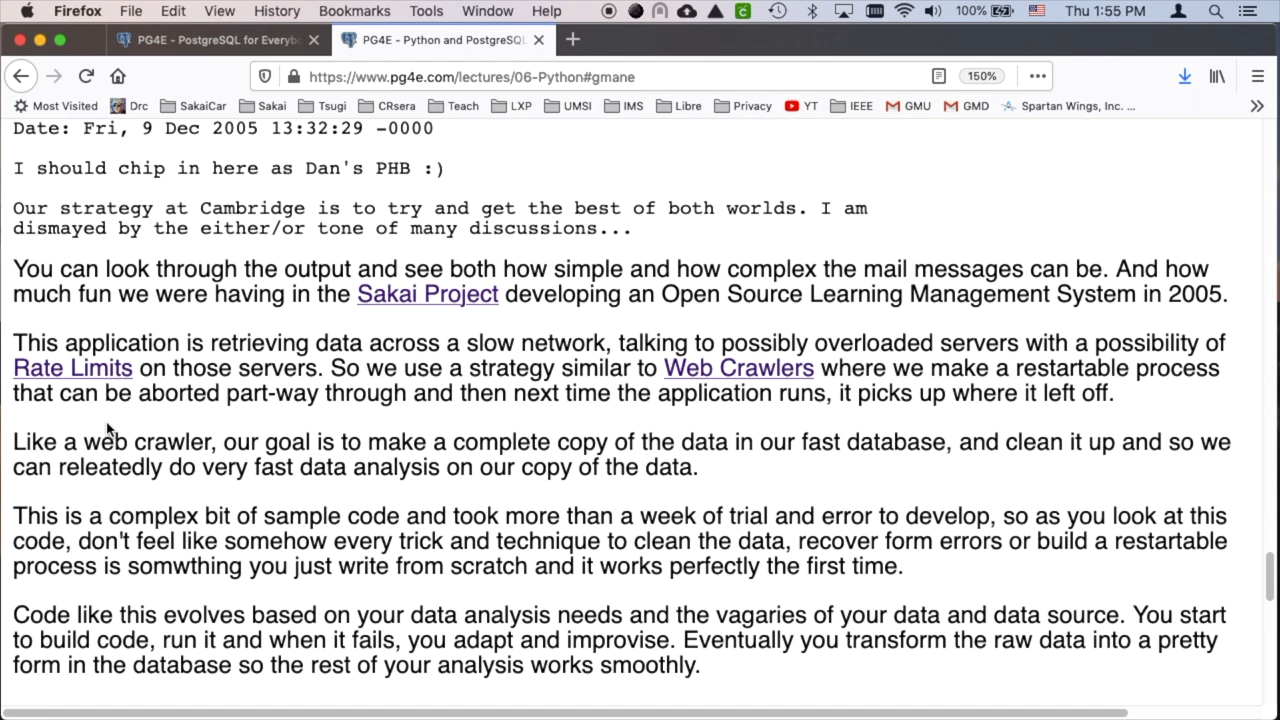 Firefox File Edit View History Bookmarks Tools Window Help 100% Thu 1:55 PM
PG4E - PostgreSQL for Everybo PG4E - Python and PostgreSQL
https://www.pg4e.com/lectures/06-Python#gmane 150%
Most Visited Drc SakaiCar Sakai Tsugi CRsera Teach LXP UMSI IMS Libre Privacy YT IEEE GMU GMD Spartan Wings, Inc. ...
Date: Fri, 9 Dec 2005 13:32:29 -0000
I should chip in here as Dan's PHB :)
Our strategy at Cambridge is to try and get the best of both worlds. I am
dismayed by the either/or tone of many discussions...
You can look through the output and see both how simple and how complex the mail messages can be. And how
much fun we were having in the Sakai Project developing an Open Source Learning Management System in 2005.
This application is retrieving data across a slow network, talking to possibly overloaded servers with a possibility of
Rate Limits on those servers. So we use a strategy similar to Web Crawlers where we make a restartable process
that can be aborted part-way through and then next time the application runs, it picks up where it left off.
Like a web crawler, our goal is to make a complete copy of the data in our fast database, and clean it up and so we
can releatedly do very fast data analysis on our copy of the data.
This is a complex bit of sample code and took more than a week of trial and error to develop, so as you look at this
code, don't feel like somehow every trick and technique to clean the data, recover form errors or build a restartable
process is somwthing you just write from scratch and it works perfectly the first time.
Code like this evolves based on your data analysis needs and the vagaries of your data and data source. You start
to build code, run it and when it fails, you adapt and improvise. Eventually you transform the raw data into a pretty
form in the database so the rest of your analysis works smoothly.